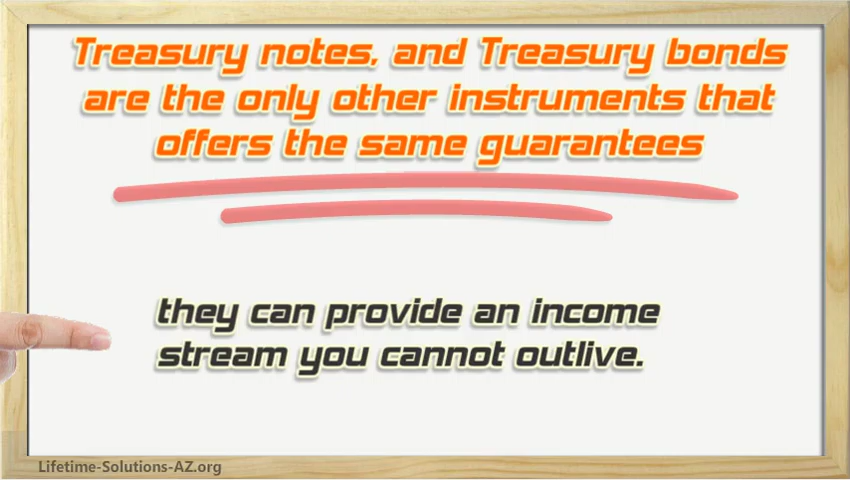 Treasury notes, and Treasury bonds
are the only other instruments that
offers the same guarantees
they can provide an income
stream you cannot outlive.
Lifetime-Solutions-AZ.org